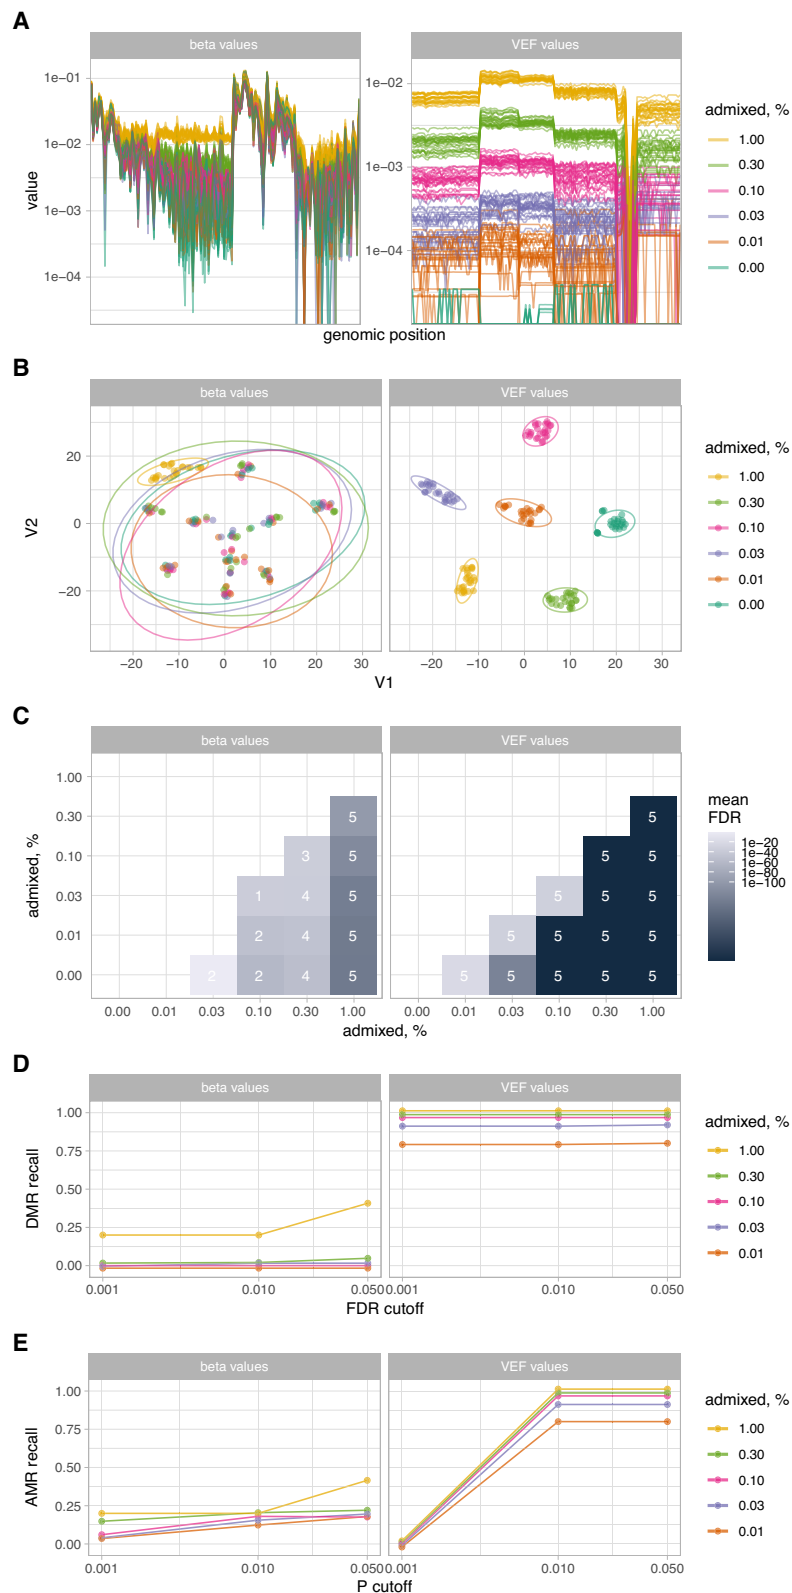 A
beta values
VEF values
1e−01
1e−02
1e−03
1e−04
value
1e−02
1e−03
1e−04
genomic position
admixed, %
1.00
0.30
0.10
0.03
0.01
0.00
B
beta values
VEF values
20
0
−20
V2
−20 −10 0 10 20 30
−20 −10 0 10 20 30
V1
admixed, %
1.00
0.30
0.10
0.03
0.01
0.00
C
beta values
VEF values
1.00
0.30
0.10
0.03
0.01
0.00
admixed, %
5
3 5
1 4 5
2 4 5
2 2 4 5
5
5 5
5 5 5
5 5 5 5
5 5 5 5 5
0.00 0.01 0.03 0.10 0.30 1.00
0.00 0.01 0.03 0.10 0.30 1.00
admixed, %
mean
FDR
1e−20
1e−40
1e−60
1e−80
1e−100
D
beta values
VEF values
1.00
0.75
0.50
0.25
0.00
DMR recall
0.001 0.010 0.050
0.001 0.010 0.050
FDR cutoff
admixed, %
1.00
0.30
0.10
0.03
0.01
E
beta values
VEF values
1.00
0.75
0.50
0.25
0.00
AMR recall
0.001 0.010 0.050
0.001 0.010 0.050
P cutoff
admixed, %
1.00
0.30
0.10
0.03
0.01